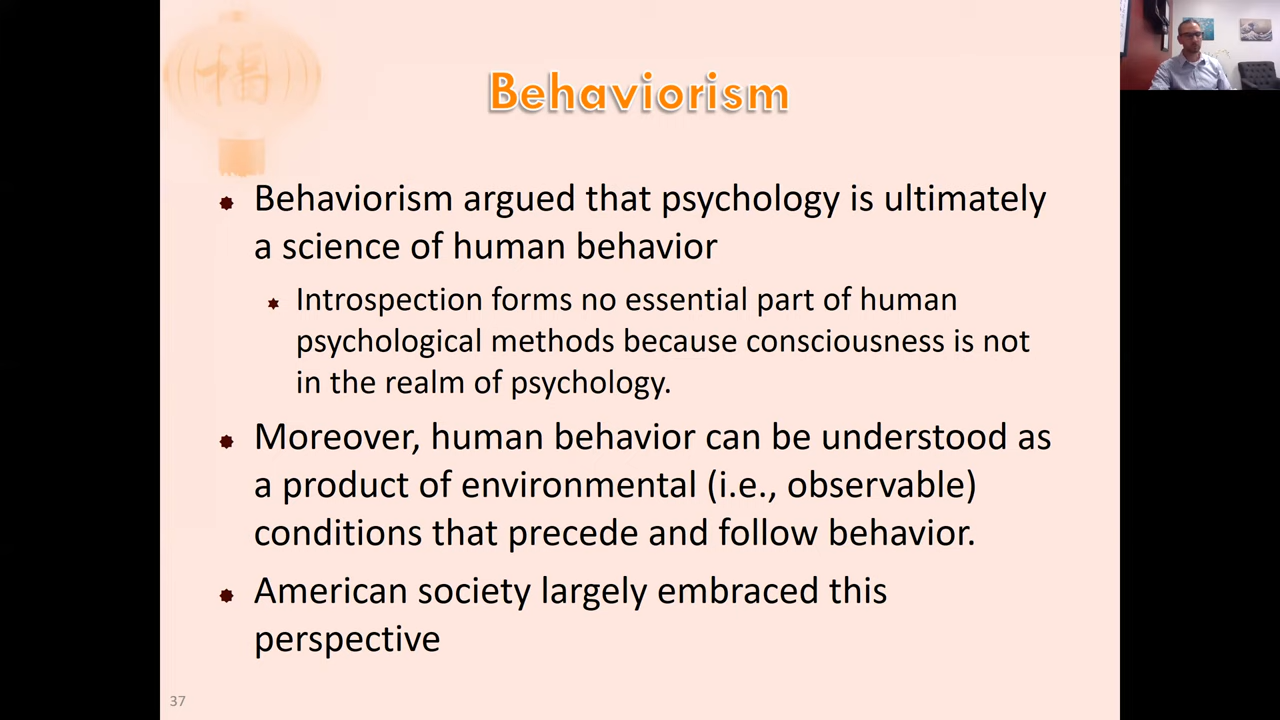 福
Behaviorism
Behaviorism argued that psychology is ultimately
a science of human behavior
Introspection forms no essential part of human
psychological methods because consciousness is not
in the realm of psychology.
Moreover, human behavior can be understood as
a product of environmental (i.e., observable)
conditions that precede and follow behavior.
American society largely embraced this
perspective
37